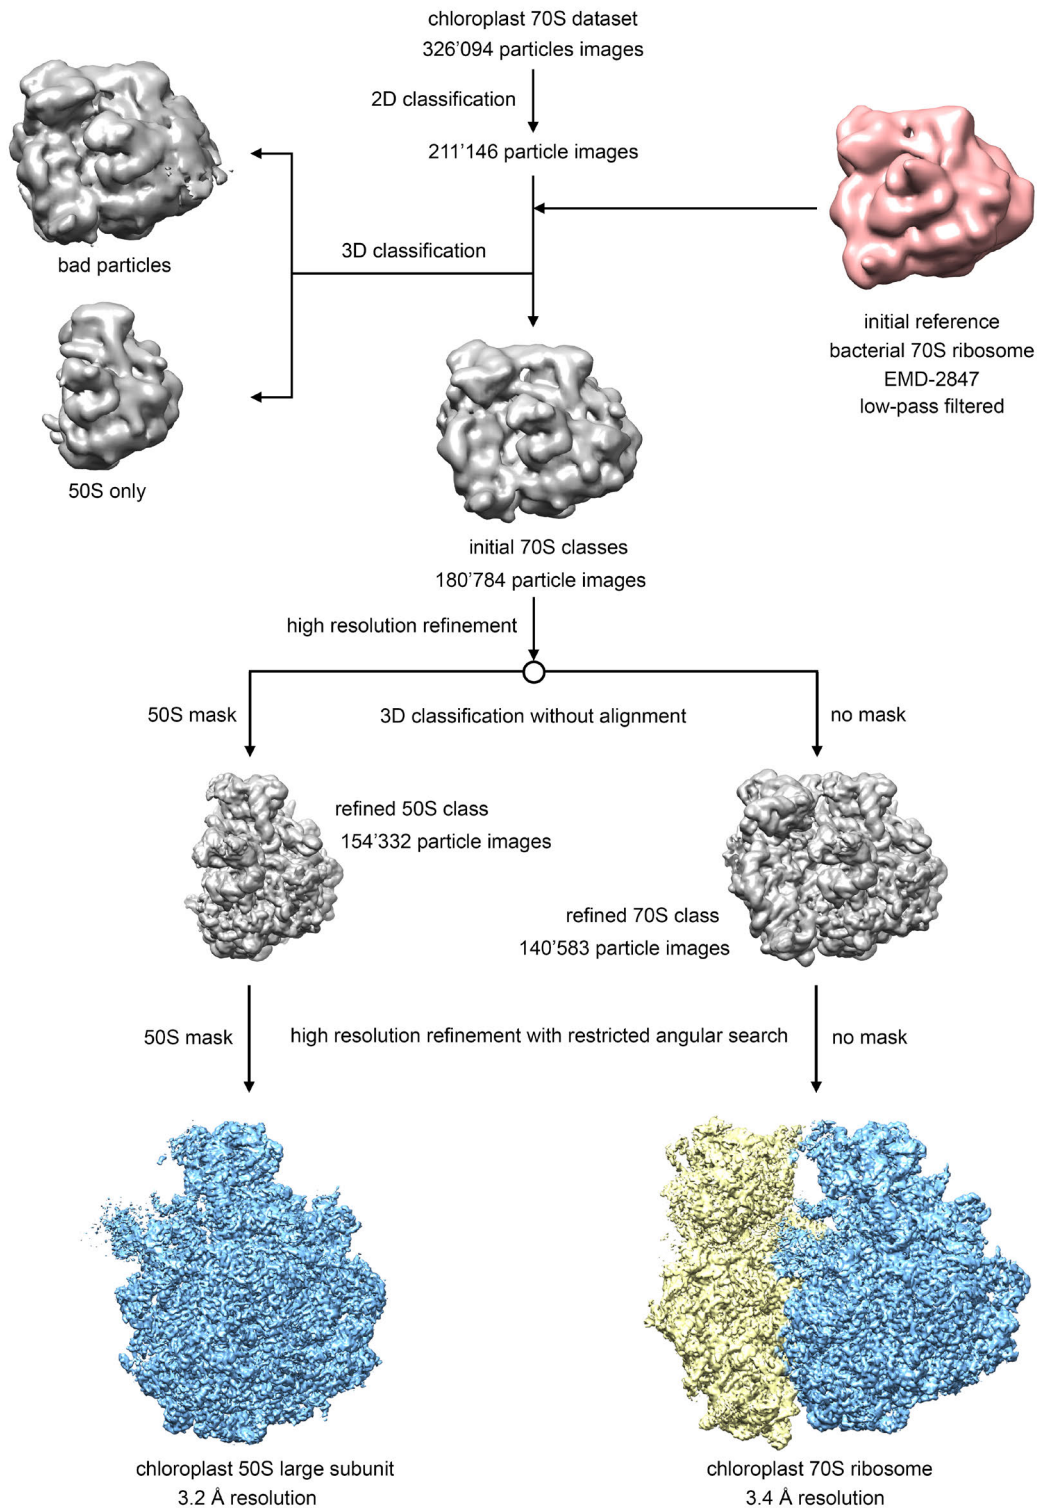 chloroplast 70S dataset
326'094 particles images
2D classification
211'146 particle images
3D classification
bad particles
50S only
initial reference
bacterial 70S ribosome
EMD-2847
low-pass filtered
initial 70S classes
180'784 particle images
high resolution refinement
50S mask
3D classification without alignment
no mask
refined 50S class
154'332 particle images
refined 70S class
140'583 particle images
50S mask
high resolution refinement with restricted angular search
no mask
chloroplast 50S large subunit
3.2 Å resolution
chloroplast 70S ribosome
3.4 Å resolution